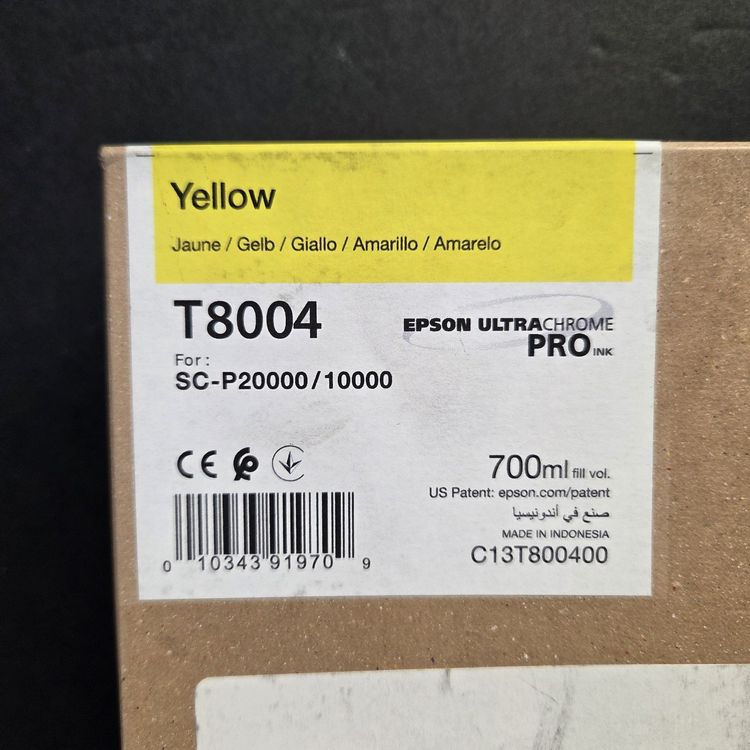 Yellow
Jaune / Gelb / Giallo / Amarillo / Amarelo
T8004
EPSON ULTRACHROME
PRO INK
For :
SC-P20000/10000
CE
700ml fill vol.
US Patent: epson.com/patent
صنع في أندونيسيا
MADE IN INDONESIA
C13T800400
0 10343 91970 9